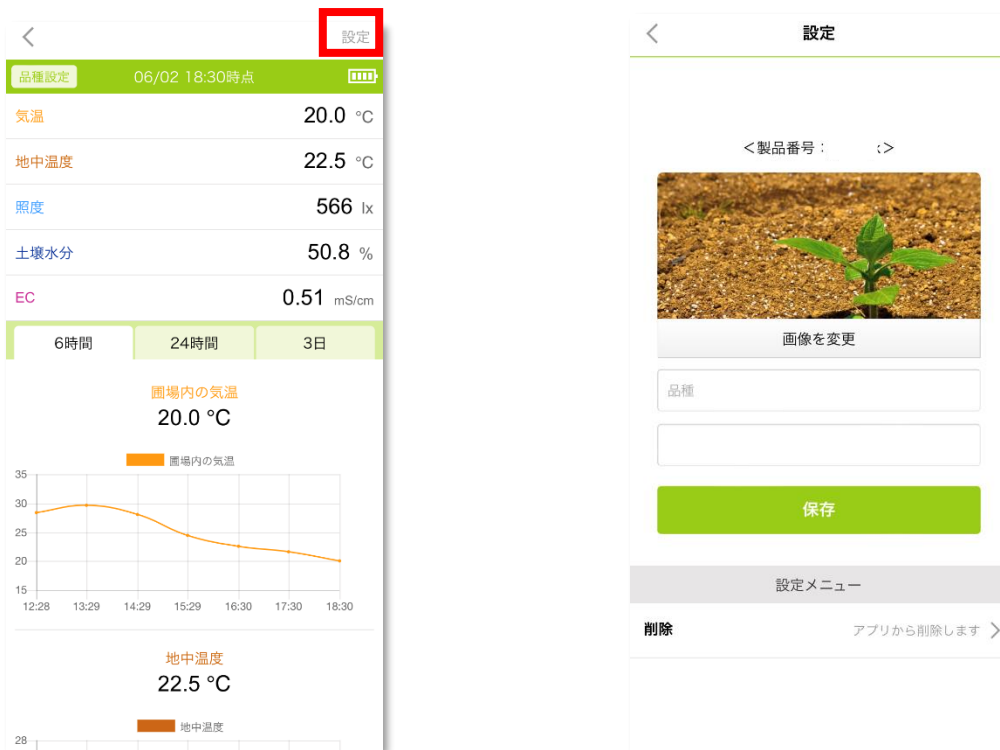 設定
品種設定 06/02 18:30時点
気温 20.0 °C
地中温度 22.5 °C
照度 566 lx
土壌水分 50.8 %
EC 0.51 mS/cm
6時間 24時間 3日
圃場内の気温
20.0 °C
圃場内の気温
35
30
25
20
15
12:28 13:29 14:29 15:29 16:30 17:30 18:30
地中温度
22.5 °C
地中温度
28
設定
＜製品番号： ＞
画像を変更
品種
保存
設定メニュー
削除 アプリから削除します